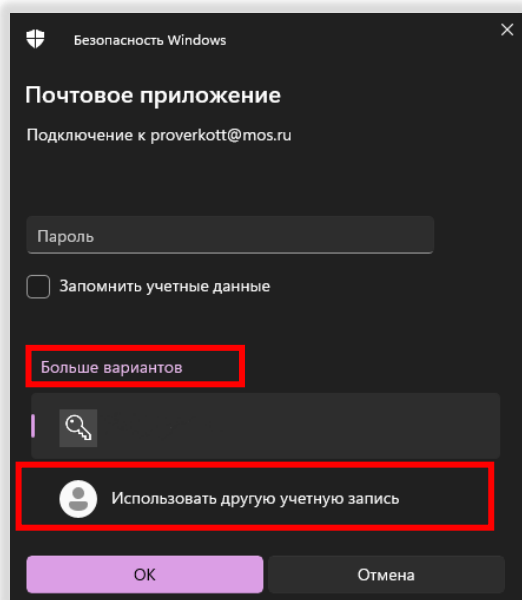 Безопасность Windows
Почтовое приложение
Подключение к proverkott@mos.ru
Пароль
Запомнить учетные данные
Больше вариантов
Использовать другую учетную запись
ОК
Отмена